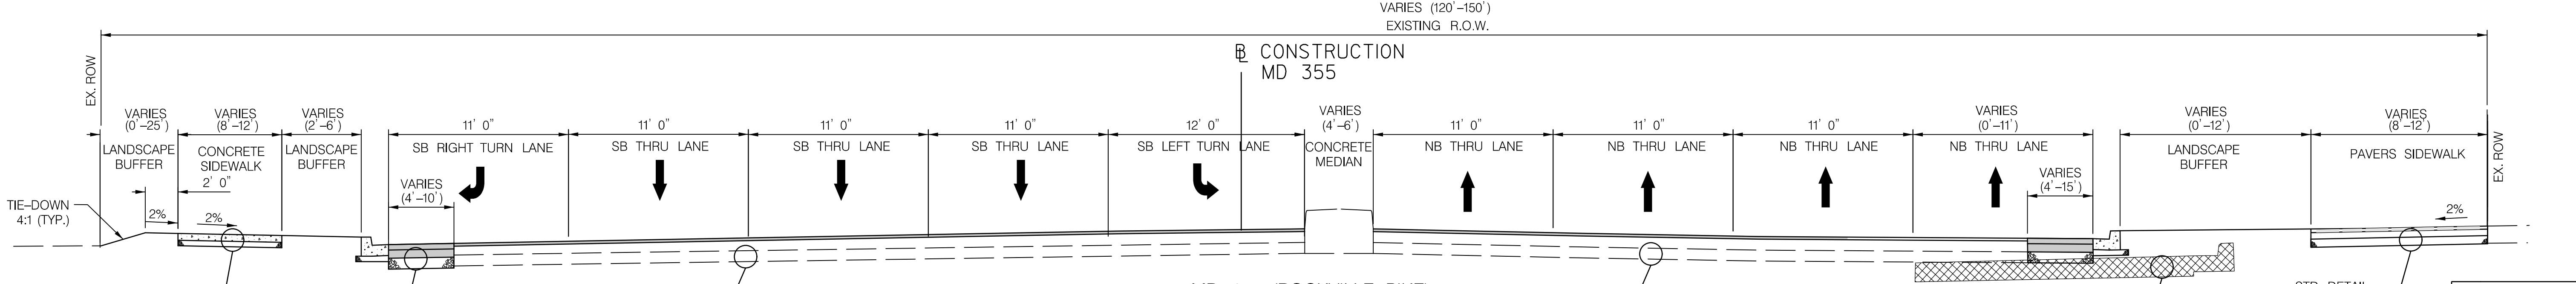 VARIES (120'-150')
EXISTING R.O.W.
B CONSTRUCTION
MD 355
EX. ROW
VARIES
(0'-25')
LANDSCAPE
BUFFER
VARIES
(8'-12')
CONCRETE
SIDEWALK
2' 0"
VARIES
(2'-6')
LANDSCAPE
BUFFER
11' 0"
SB RIGHT TURN LANE
VARIES
(4'-10')
11' 0"
SB THRU LANE
11' 0"
SB THRU LANE
11' 0"
SB THRU LANE
12' 0"
SB LEFT TURN LANE
VARIES
(4'-6')
CONCRETE
MEDIAN
11' 0"
NB THRU LANE
11' 0"
NB THRU LANE
11' 0"
NB THRU LANE
VARIES
(0'-11')
NB THRU LANE
VARIES
(4'-15')
VARIES
(0'-12')
LANDSCAPE
BUFFER
VARIES
(8'-12')
PAVERS SIDEWALK
EX. ROW
TIE-DOWN
4:1 (TYP.)
2%
2%
2%